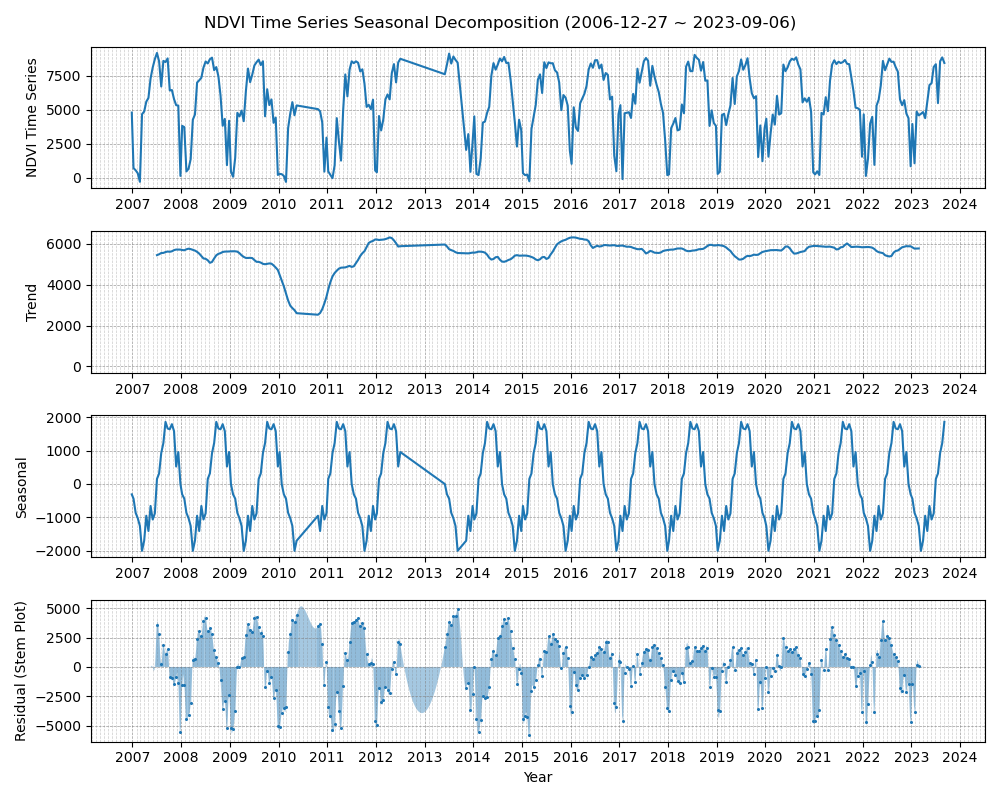 NDVI Time Series Seasonal Decomposition (2006-12-27 ~ 2023-09-06)
NDVI Time Series
7500
5000
2500
0
2007 2008 2009 2010 2011 2012 2013 2014 2015 2016 2017 2018 2019 2020 2021 2022 2023 2024
Trend
6000
4000
2000
0
2007 2008 2009 2010 2011 2012 2013 2014 2015 2016 2017 2018 2019 2020 2021 2022 2023 2024
Seasonal
2000
1000
0
−1000
−2000
2007 2008 2009 2010 2011 2012 2013 2014 2015 2016 2017 2018 2019 2020 2021 2022 2023 2024
Residual (Stem Plot)
5000
2500
0
−2500
−5000
2007 2008 2009 2010 2011 2012 2013 2014 2015 2016 2017 2018 2019 2020 2021 2022 2023 2024
Year